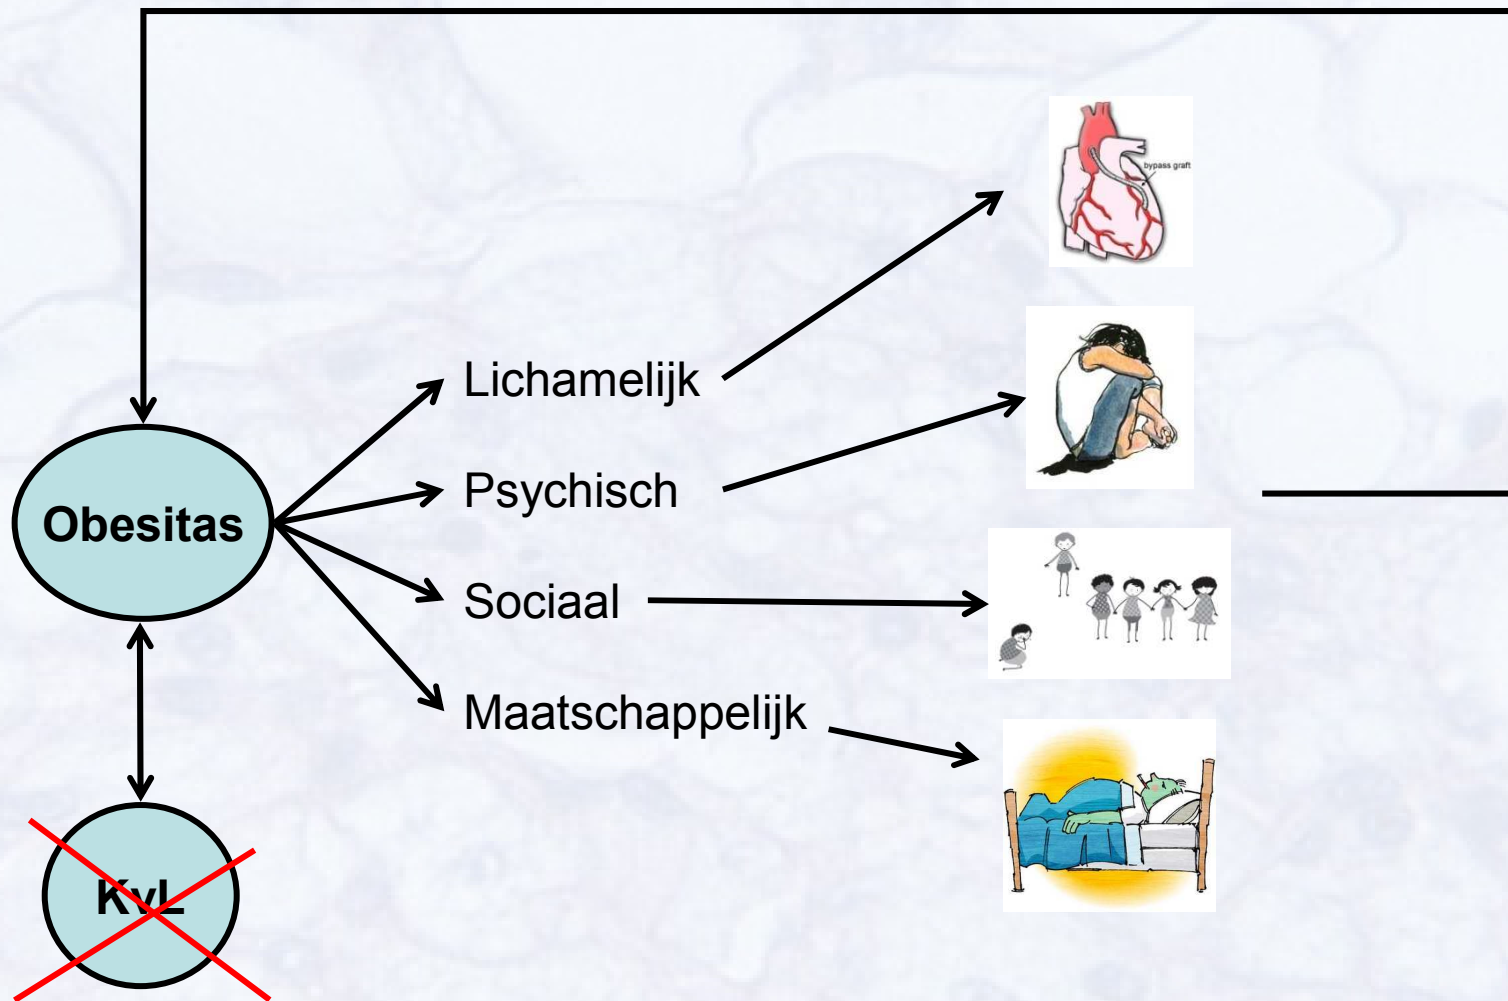 bypass graft
Lichamelijk
Psychisch
Obesitas
Sociaal
Maatschappelijk
KvL